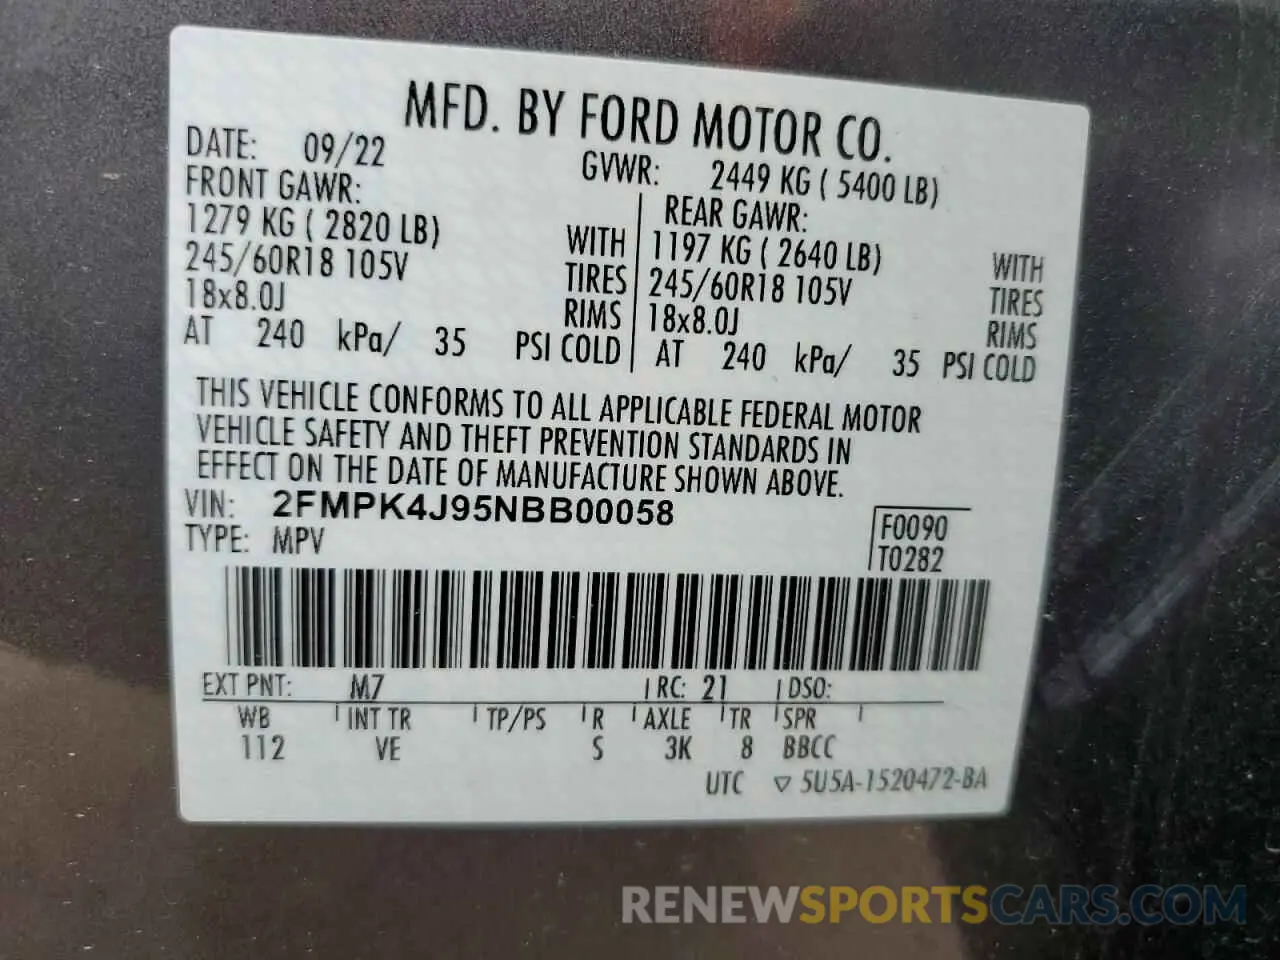 MFD. BY FORD MOTOR CO.
DATE: 09/22
GVWR: 2449 KG ( 5400 LB)
FRONT GAWR:
1279 KG ( 2820 LB) WITH
245/60R18 105V TIRES
18x8.0J RIMS
AT 240 kPa/ 35 PSI COLD
REAR GAWR:
1197 KG ( 2640 LB) WITH
245/60R18 105V TIRES
18x8.0J RIMS
AT 240 kPa/ 35 PSI COLD
THIS VEHICLE CONFORMS TO ALL APPLICABLE FEDERAL MOTOR
VEHICLE SAFETY AND THEFT PREVENTION STANDARDS IN
EFFECT ON THE DATE OF MANUFACTURE SHOWN ABOVE.
VIN: 2FMPK4J95NBB00058
TYPE: MPV
F0090
T0282
EXT PNT: M7 RC: 21 DSO:
WB INT TR TP/PS R AXLE TR SPR
112 VE S 3K 8 BBCC
UTC ▽ 5U5A-1520472-BA
RENEWSPORTSCARS.COM